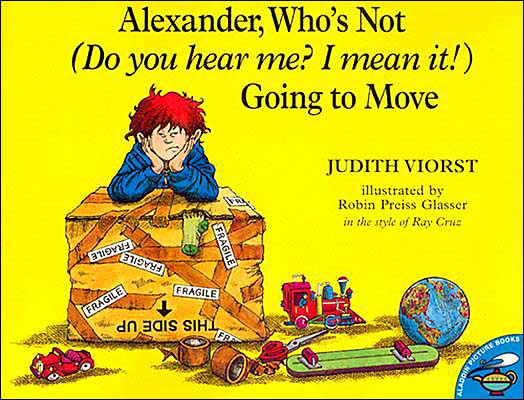 Alexander, Who's Not
(Do you hear me? I mean it!)
Going to Move
JUDITH VIORST
illustrated by
Robin Preiss Glasser
in the style of Ray Cruz
FRAGILE
FRAGILE
FRAGILE
FRAGILE
FRAGILE
FRAGILE
THIS SIDE UP
ALADDIN PICTURE BOOKS